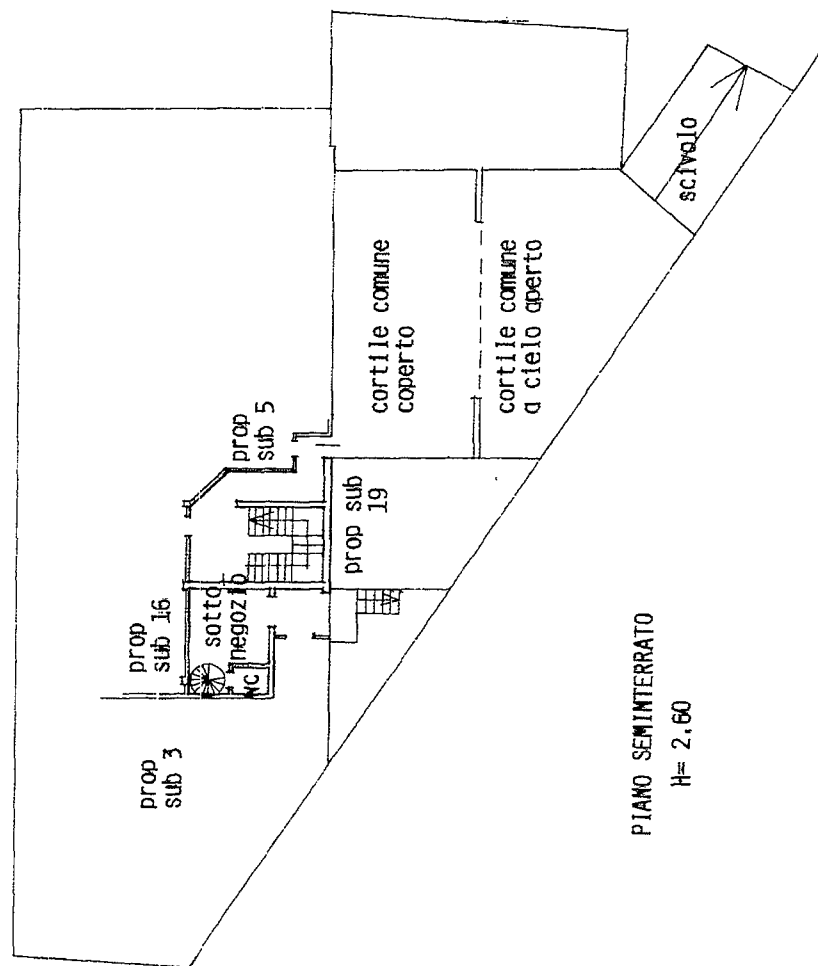 prop
sub 3
prop
sub 16
sotto
negozio
WC
prop
sub 5
prop sub
19
cortile comune
coperto
cortile comune
a cielo aperto
scivolo
PIANO SEMINTERRATO
H= 2.60